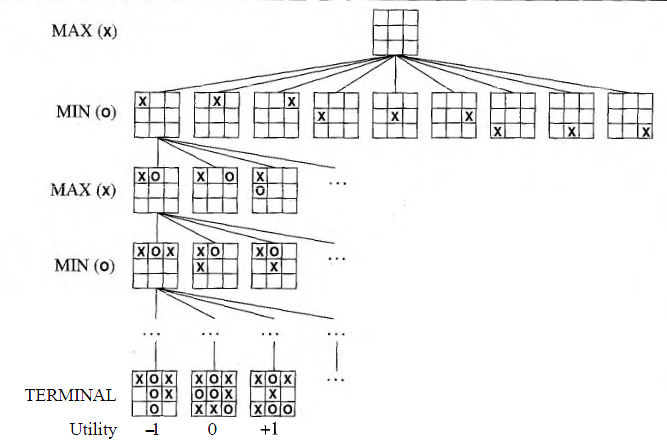 MAX (x)
MIN (o)
X X X X X X X X X
MAX (x)
X O X O X
O
...
MIN (o)
X O X X O X O
X X
...
... ... ... ...
TERMINAL
X O X X O X X O X
O X O O X X
O X X O X O O
...
Utility –1 0 +1